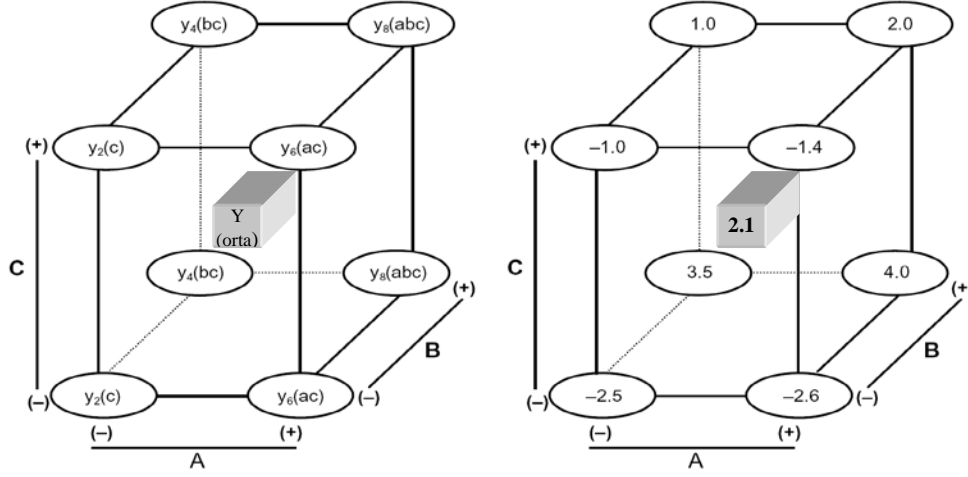 y₄(bc)
y₈(abc)
(+)
y₂(c)
y₆(ac)
Y
(orta)
C
y₄(bc)
y₈(abc)
(+)
B
(–)
y₂(c)
y₆(ac)
(–)
(–)
(+)
A
1.0
2.0
(+)
–1.0
–1.4
2.1
C
3.5
4.0
(+)
B
(–)
–2.5
–2.6
(–)
(–)
(+)
A